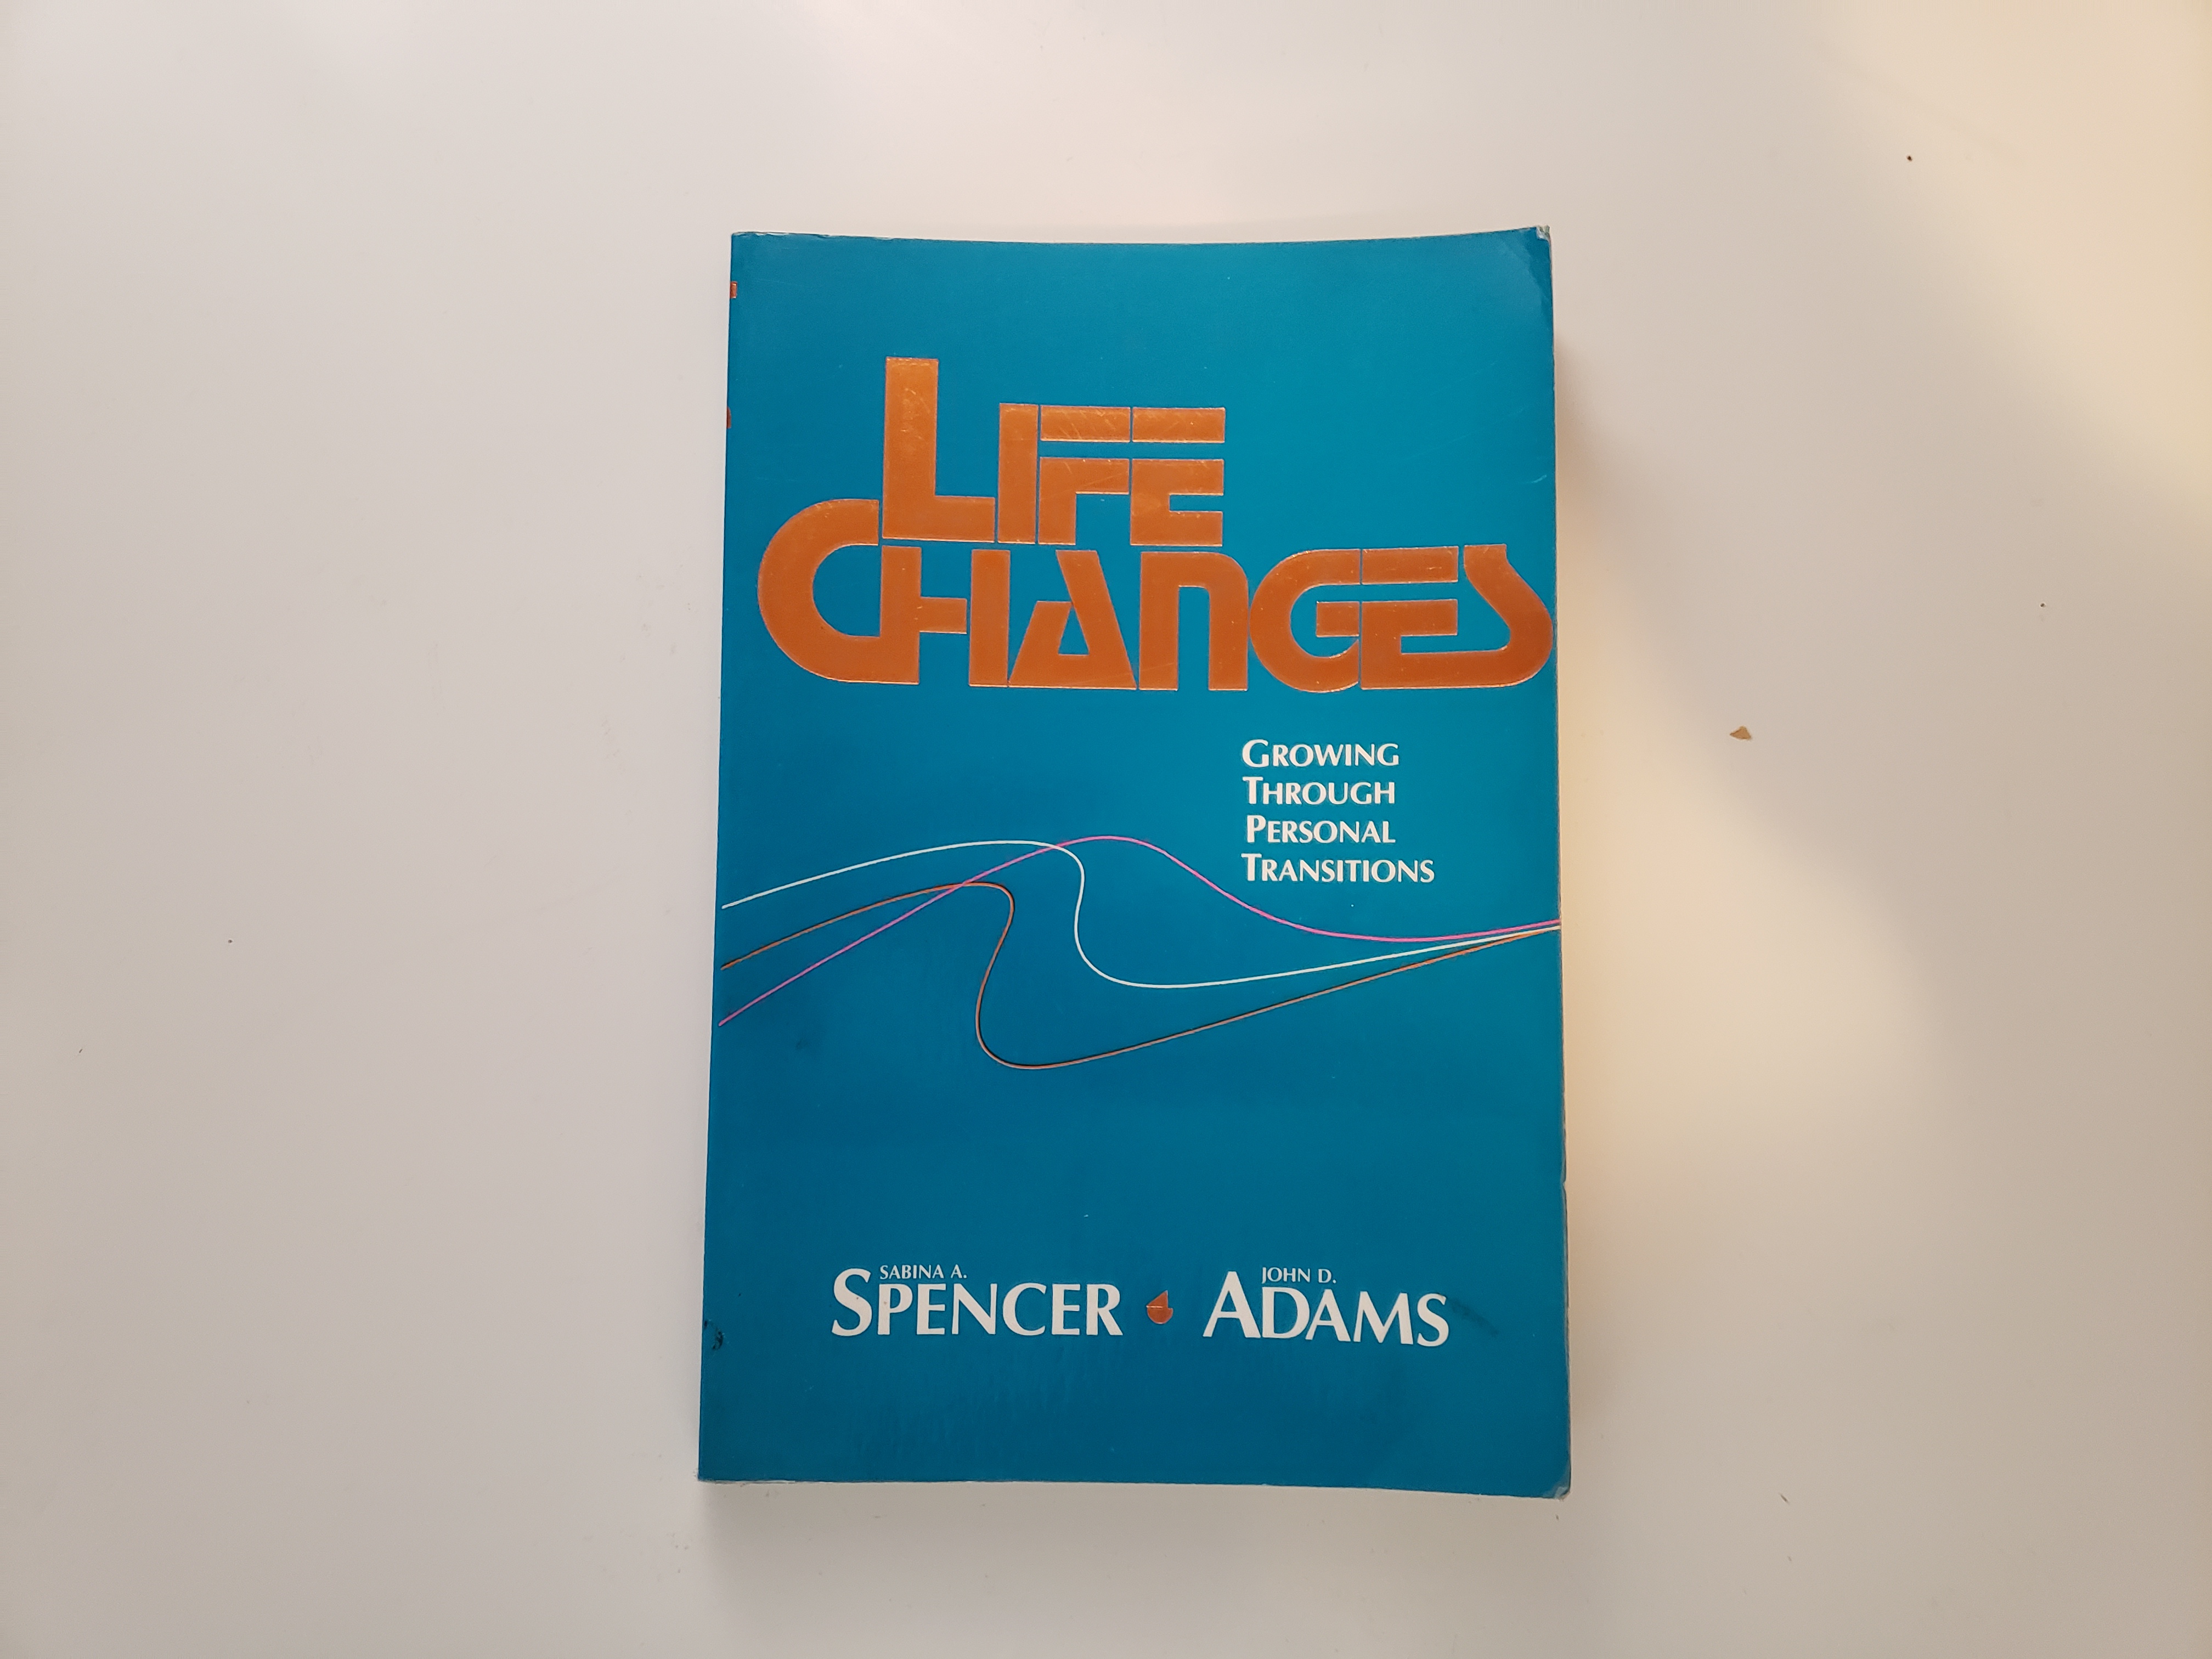 LIFE
CHANGES
GROWING
THROUGH
PERSONAL
TRANSITIONS
SABINA A.
SPENCER
JOHN D.
ADAMS